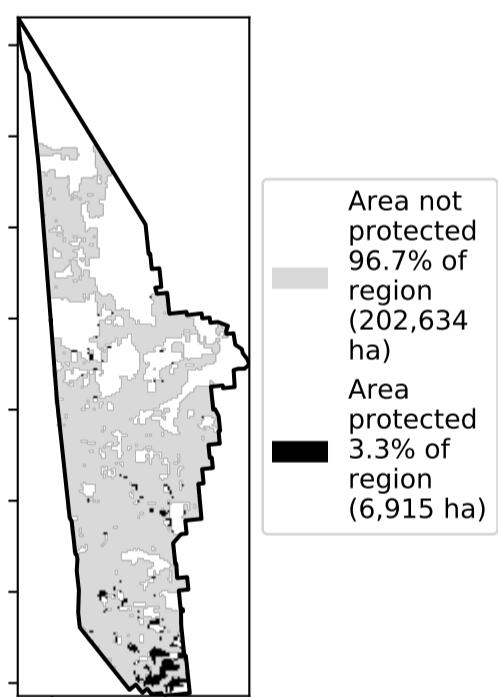 Area not
protected
96.7% of
region
(202,634
ha)
Area
protected
3.3% of
region
(6,915 ha)